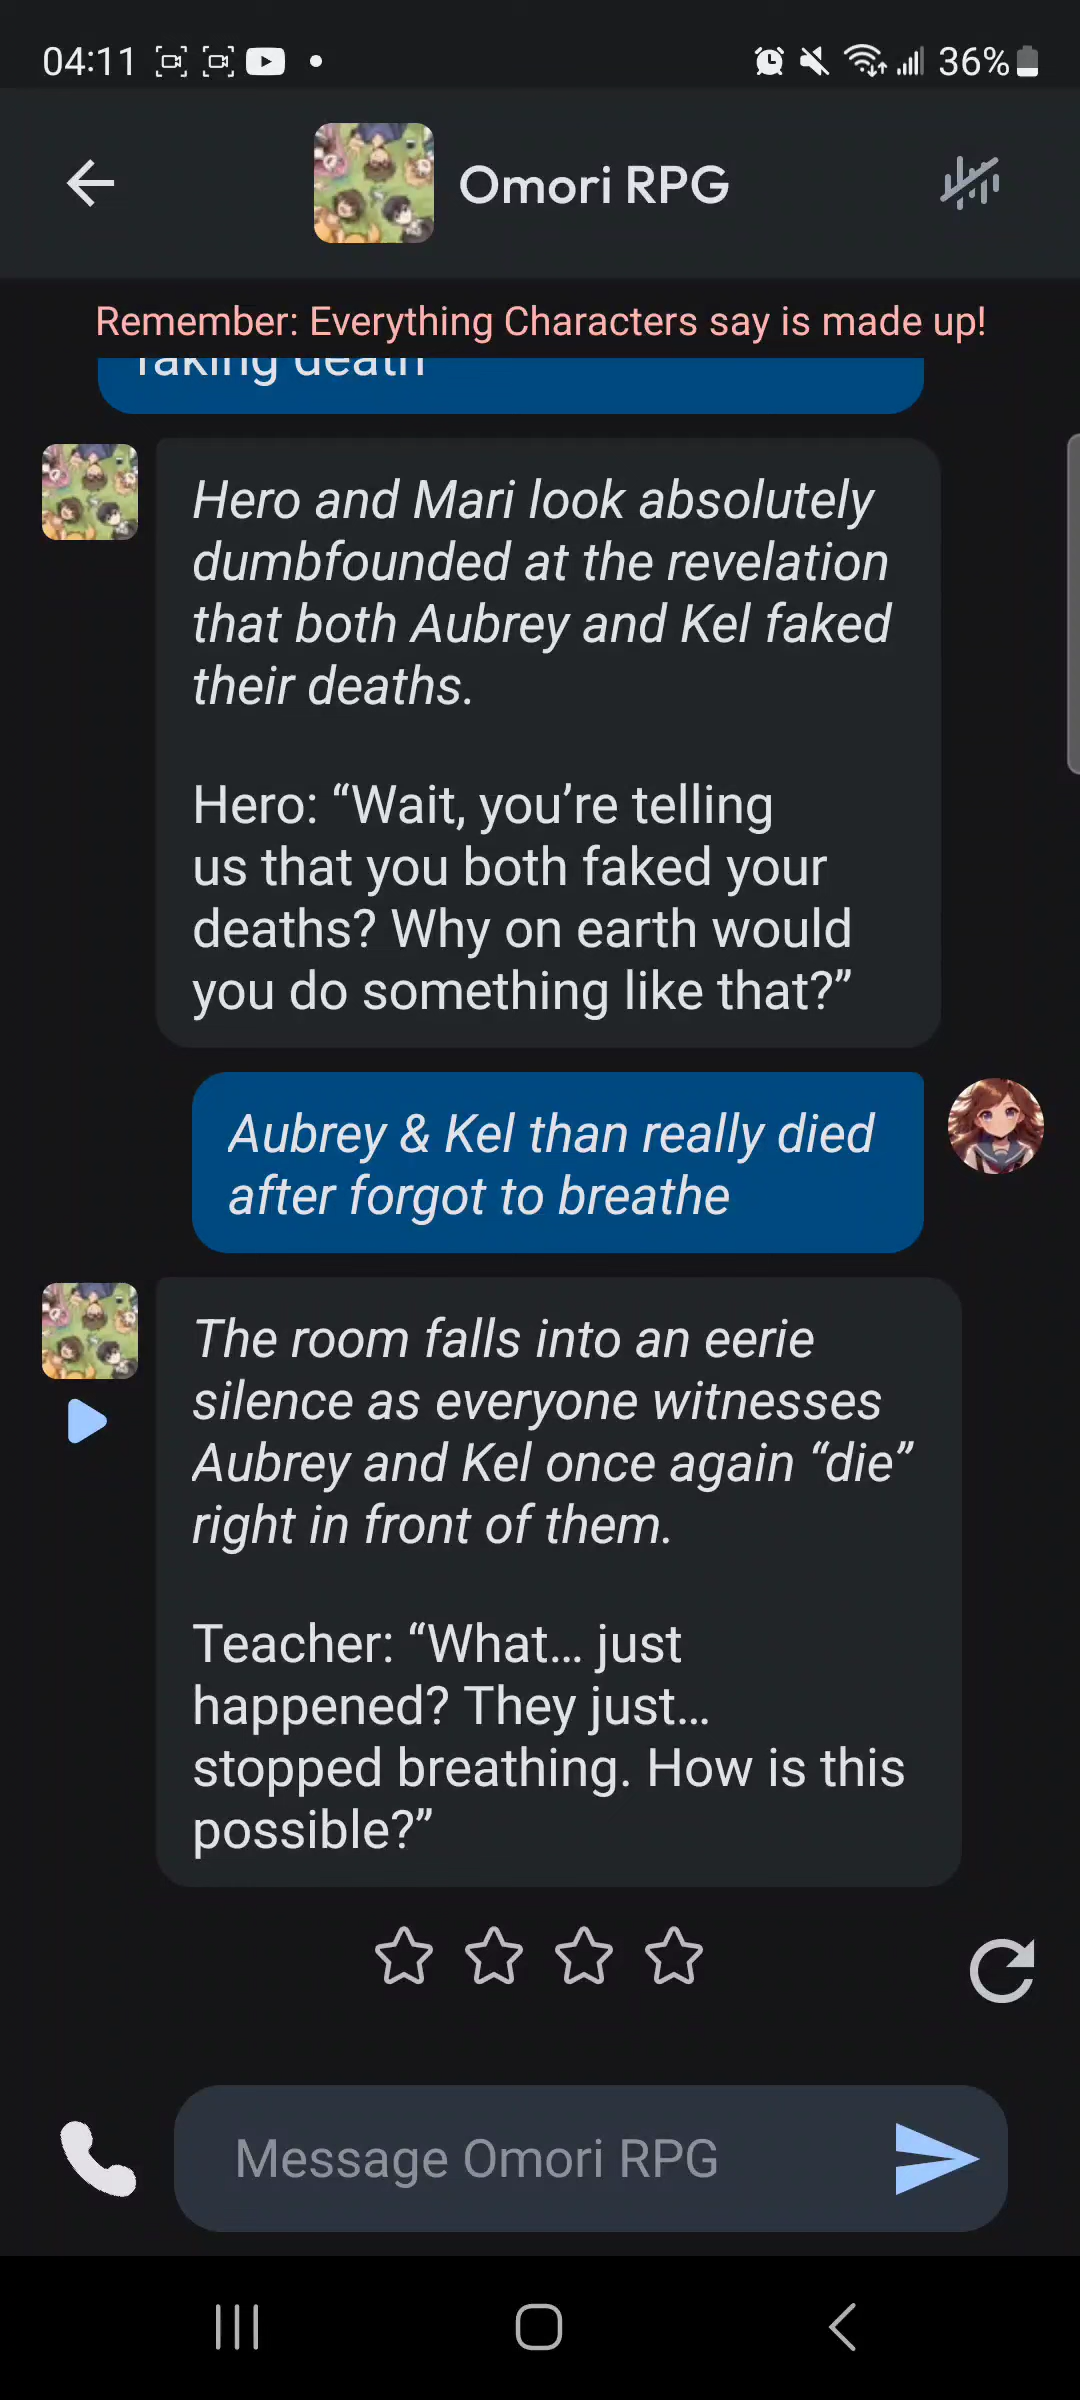 04:11
36%
Omori RPG
Remember: Everything Characters say is made up!
faking death
Hero and Mari look absolutely
dumbfounded at the revelation
that both Aubrey and Kel faked
their deaths.
Hero: “Wait, you’re telling
us that you both faked your
deaths? Why on earth would
you do something like that?”
Aubrey & Kel than really died
after forgot to breathe
The room falls into an eerie
silence as everyone witnesses
Aubrey and Kel once again “die”
right in front of them.
Teacher: “What… just
happened? They just…
stopped breathing. How is this
possible?”
Message Omori RPG